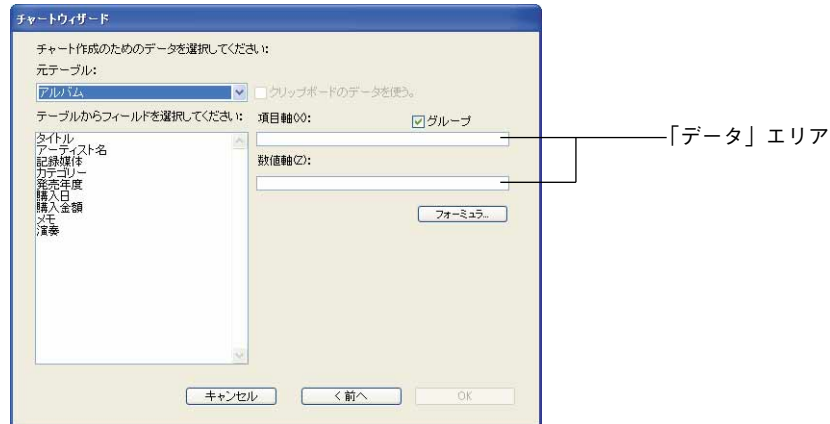 チャートウィザード
チャート作成のためのデータを選択してください:
元テーブル:
アルバム
クリップボードのデータを使う。
テーブルからフィールドを選択してください:
項目軸(X):
グループ
「データ」エリア
タイトル
アーティスト名
記録媒体
カテゴリー
発売年度
購入日
購入金額
メモ
演奏
数値軸(Z):
フォーミュラ...
キャンセル
< 前へ
OK